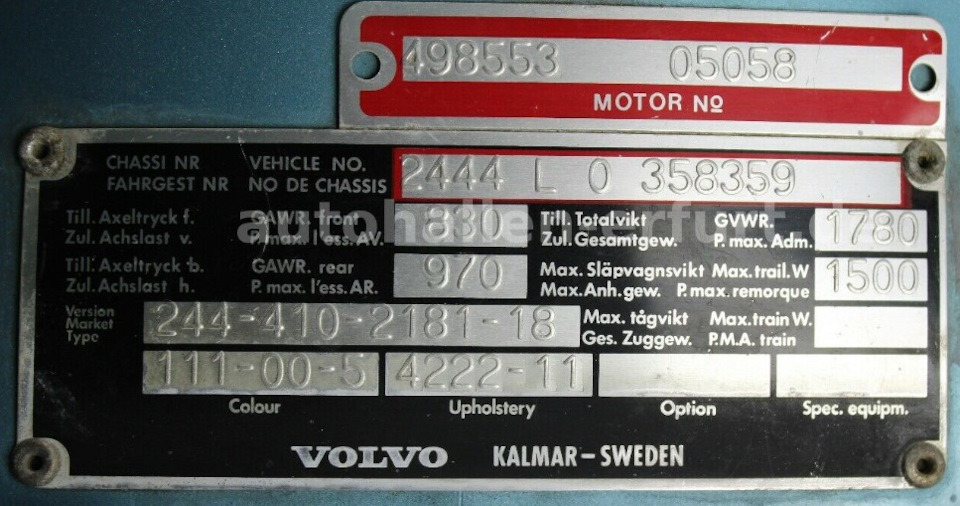 498553 05058
MOTOR Nº
CHASSI NR VEHICLE NO. 2444 L 0 358359
FAHRGEST NR NO DE CHASSIS
Till. Axeltryck f. GAWR. front 830 Till. Totalvikt GVWR. 1780
Zul. Achslast v. P. max. l'ess. AV. Zul. Gesamtgew. P. max. Adm.
Till. Axeltryck b. GAWR. rear 970 Max. Släpvagnsvikt Max. trail. W 1500
Zul. Achslast h. P. max. l'ess. AR. Max. Anh. gew. P. max. remorque
Version 244-410-2181-18 Max. tågvikt Max. train W.
Market Ges. Zuggew. P.M.A. train
Type
111-00-5 4222-11
Colour Upholstery Option Spec. equipm.
VOLVO KALMAR – SWEDEN